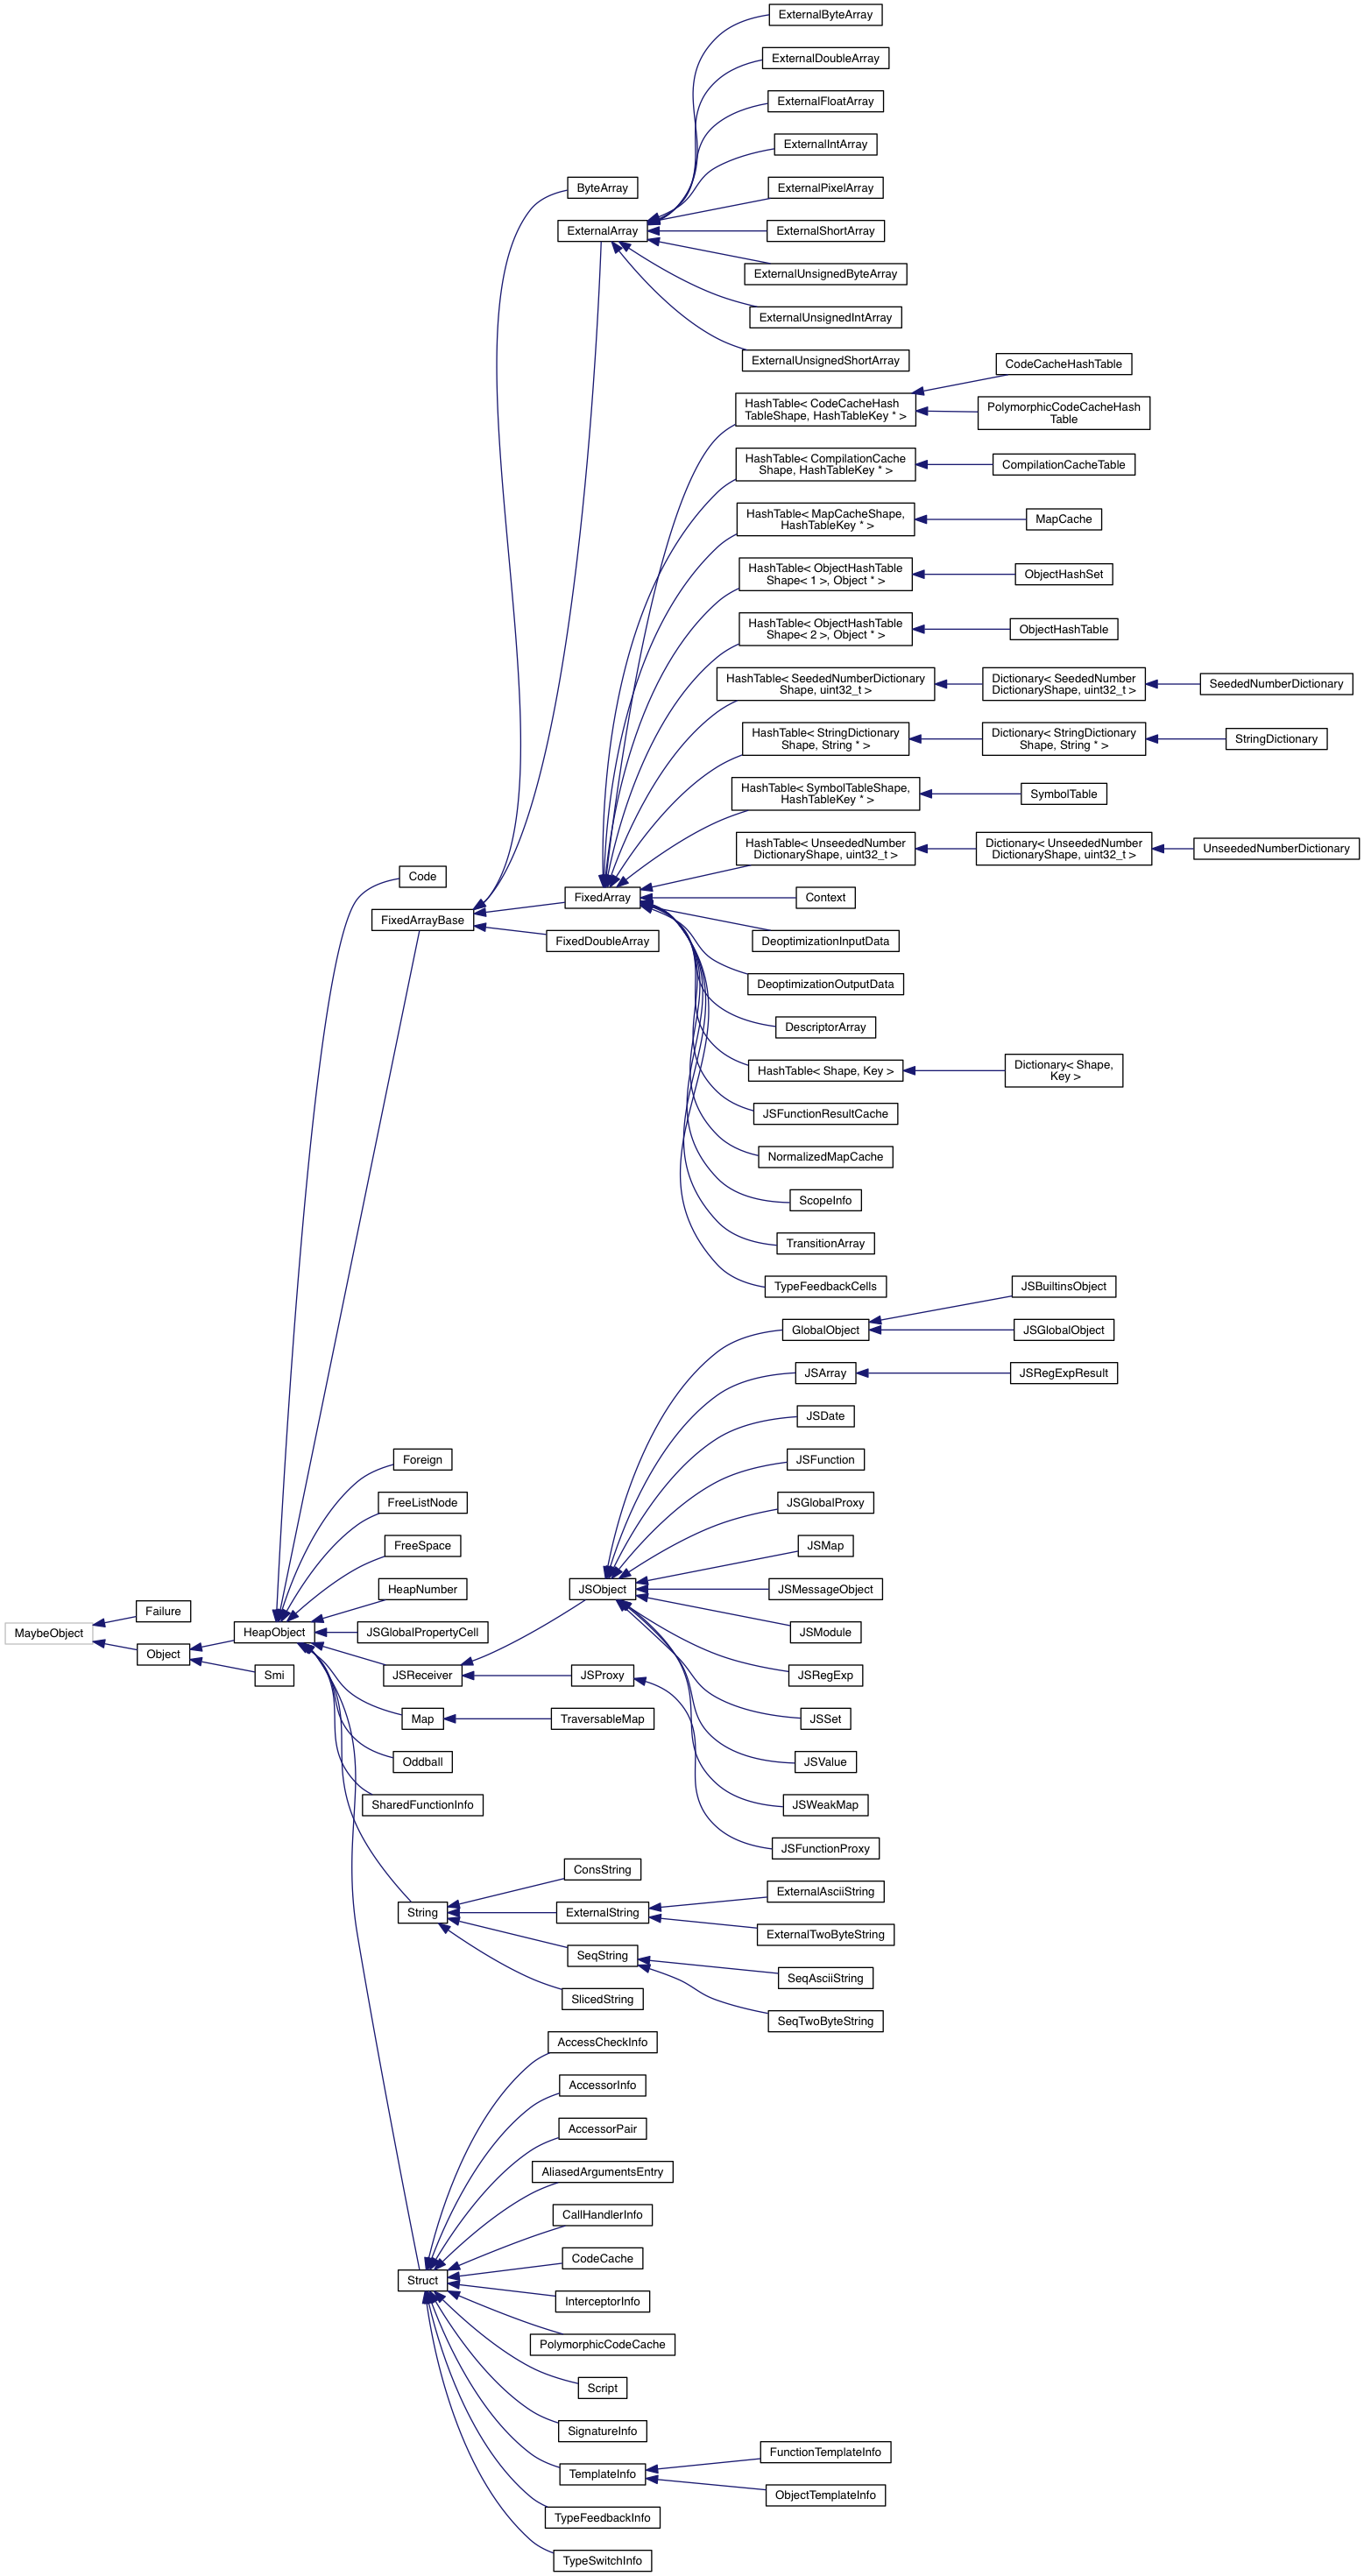 ExternalByteArray
ExternalDoubleArray
ExternalFloatArray
ExternalIntArray
ByteArray
ExternalPixelArray
ExternalArray
ExternalShortArray
ExternalUnsignedByteArray
ExternalUnsignedIntArray
ExternalUnsignedShortArray
CodeCacheHashTable
HashTable< CodeCacheHash
TableShape, HashTableKey * >
PolymorphicCodeCacheHash
Table
HashTable< CompilationCache
Shape, HashTableKey * >
CompilationCacheTable
HashTable< MapCacheShape,
HashTableKey * >
MapCache
HashTable< ObjectHashTable
Shape< 1 >, Object * >
ObjectHashSet
HashTable< ObjectHashTable
Shape< 2 >, Object * >
ObjectHashTable
HashTable< SeededNumberDictionary
Shape, uint32_t >
Dictionary< SeededNumber
DictionaryShape, uint32_t >
SeededNumberDictionary
HashTable< StringDictionary
Shape, String * >
Dictionary< StringDictionary
Shape, String * >
StringDictionary
HashTable< SymbolTableShape,
HashTableKey * >
SymbolTable
HashTable< UnseededNumber
DictionaryShape, uint32_t >
Dictionary< UnseededNumber
DictionaryShape, uint32_t >
UnseededNumberDictionary
Code
FixedArray
Context
FixedArrayBase
FixedDoubleArray
DeoptimizationInputData
DeoptimizationOutputData
DescriptorArray
HashTable< Shape, Key >
Dictionary< Shape,
Key >
JSFunctionResultCache
NormalizedMapCache
ScopeInfo
TransitionArray
TypeFeedbackCells
JSBuiltinsObject
GlobalObject
JSGlobalObject
JSArray
JSRegExpResult
JSDate
Foreign
JSFunction
FreeListNode
JSGlobalProxy
FreeSpace
JSMap
HeapNumber
JSObject
JSMessageObject
Failure
MaybeObject
HeapObject
JSGlobalPropertyCell
JSModule
Object
Smi
JSReceiver
JSProxy
JSRegExp
Map
TraversableMap
JSSet
Oddball
JSValue
SharedFunctionInfo
JSWeakMap
JSFunctionProxy
ConsString
ExternalAsciiString
String
ExternalString
ExternalTwoByteString
SeqString
SeqAsciiString
SlicedString
SeqTwoByteString
AccessCheckInfo
AccessorInfo
AccessorPair
AliasedArgumentsEntry
CallHandlerInfo
CodeCache
Struct
InterceptorInfo
PolymorphicCodeCache
Script
SignatureInfo
FunctionTemplateInfo
TemplateInfo
ObjectTemplateInfo
TypeFeedbackInfo
TypeSwitchInfo